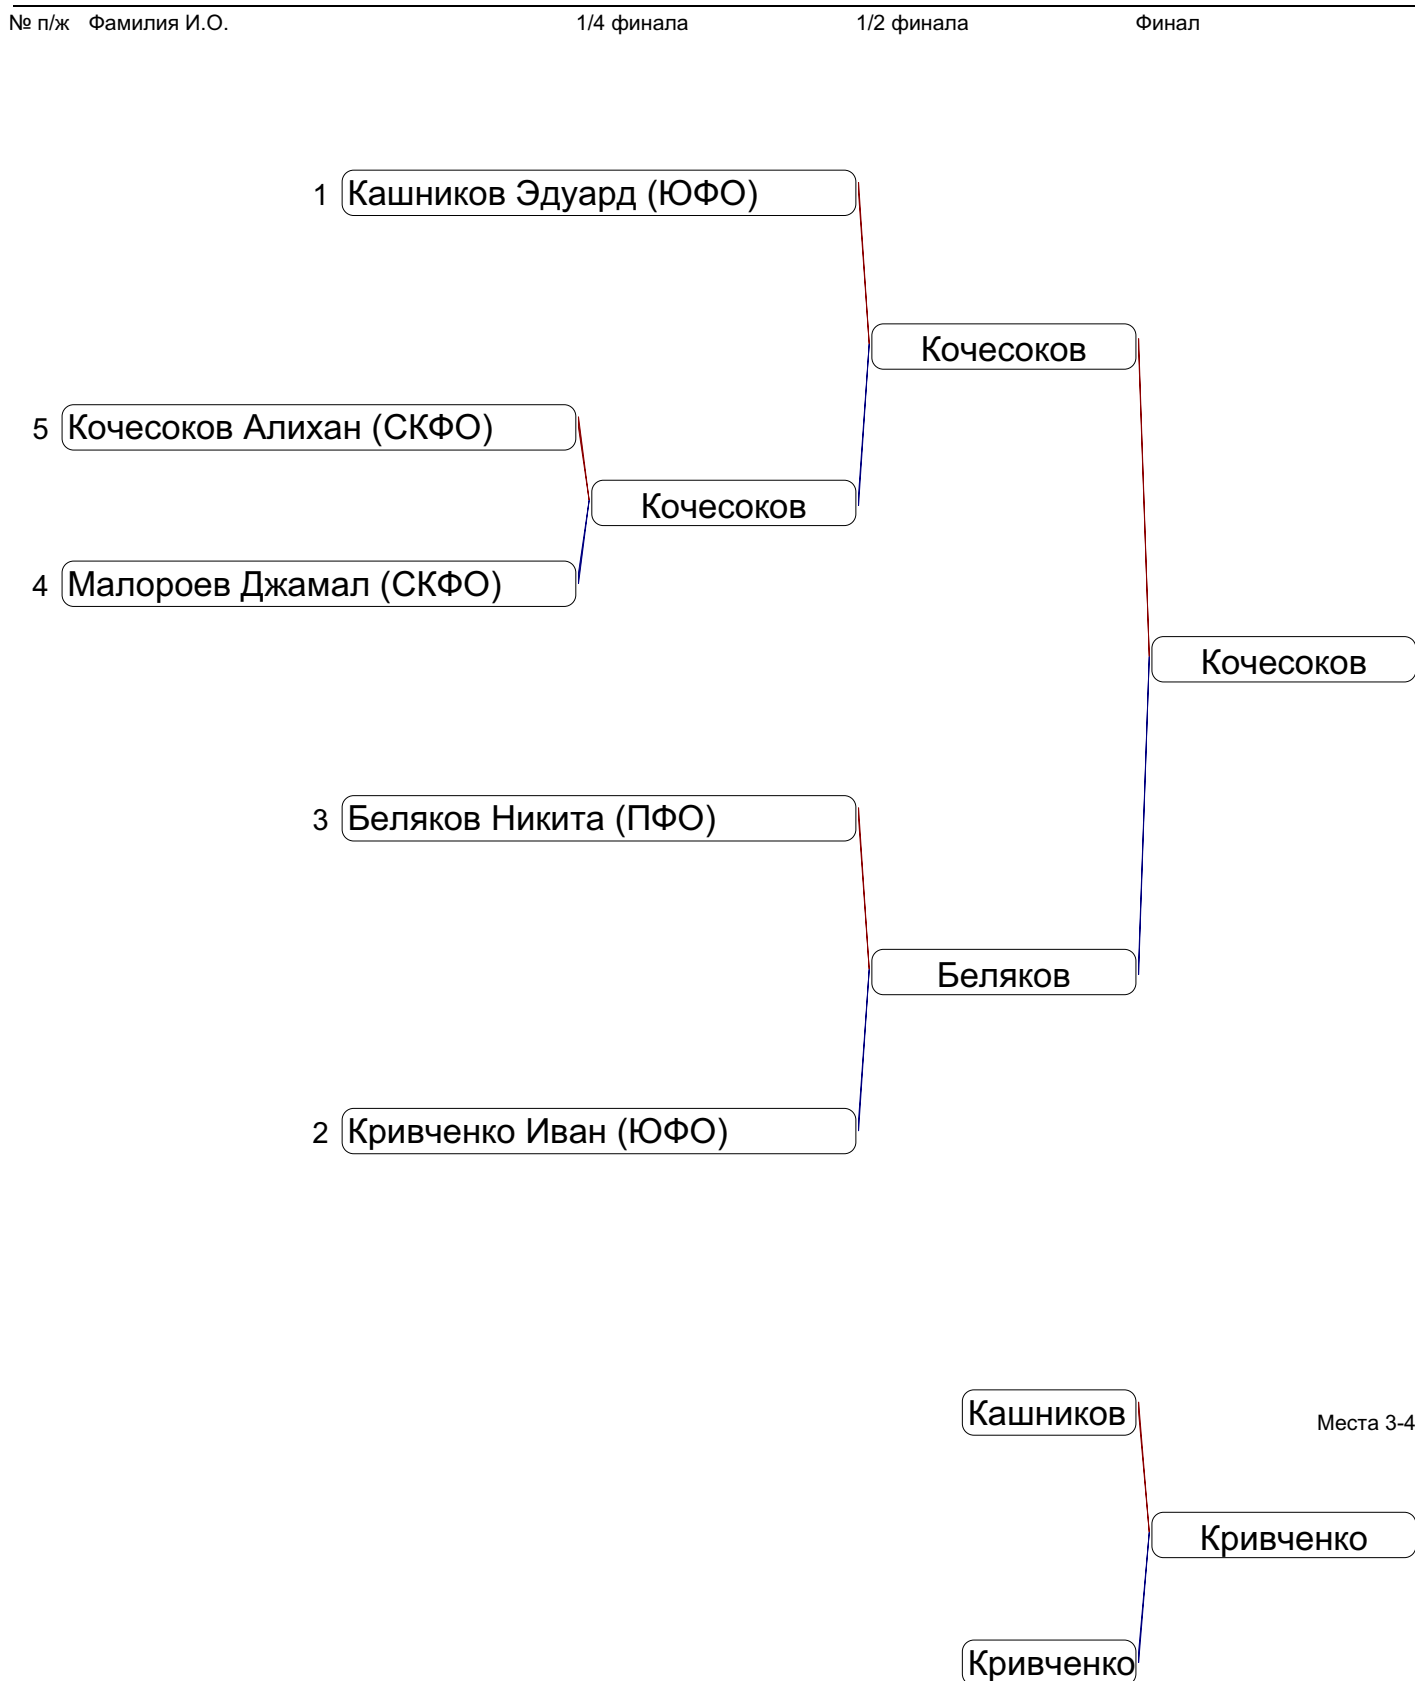 № п/ж Фамилия И.О. 1/4 финала 1/2 финала Финал
1 Кашников Эдуард (ЮФО)
Кочесоков
5 Кочесоков Алихан (СКФО)
Кочесоков
4 Малороев Джамал (СКФО)
Кочесоков
3 Беляков Никита (ПФО)
Беляков
2 Кривченко Иван (ЮФО)
Кашников Места 3-4
Кривченко
Кривченко